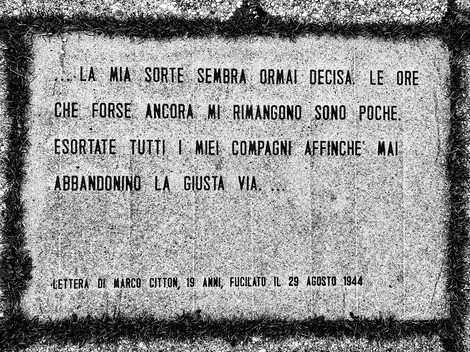 ... LA MIA SORTE SEMBRA ORMAI DECISA. LE ORE
CHE FORSE ANCORA MI RIMANGONO SONO POCHE.
ESORTATE TUTTI I MIEI COMPAGNI AFFINCHE' MAI
ABBANDONINO LA GIUSTA VIA. ...
LETTERA DI MARCO CITTON, 19 ANNI, FUCILATO IL 29 AGOSTO 1944